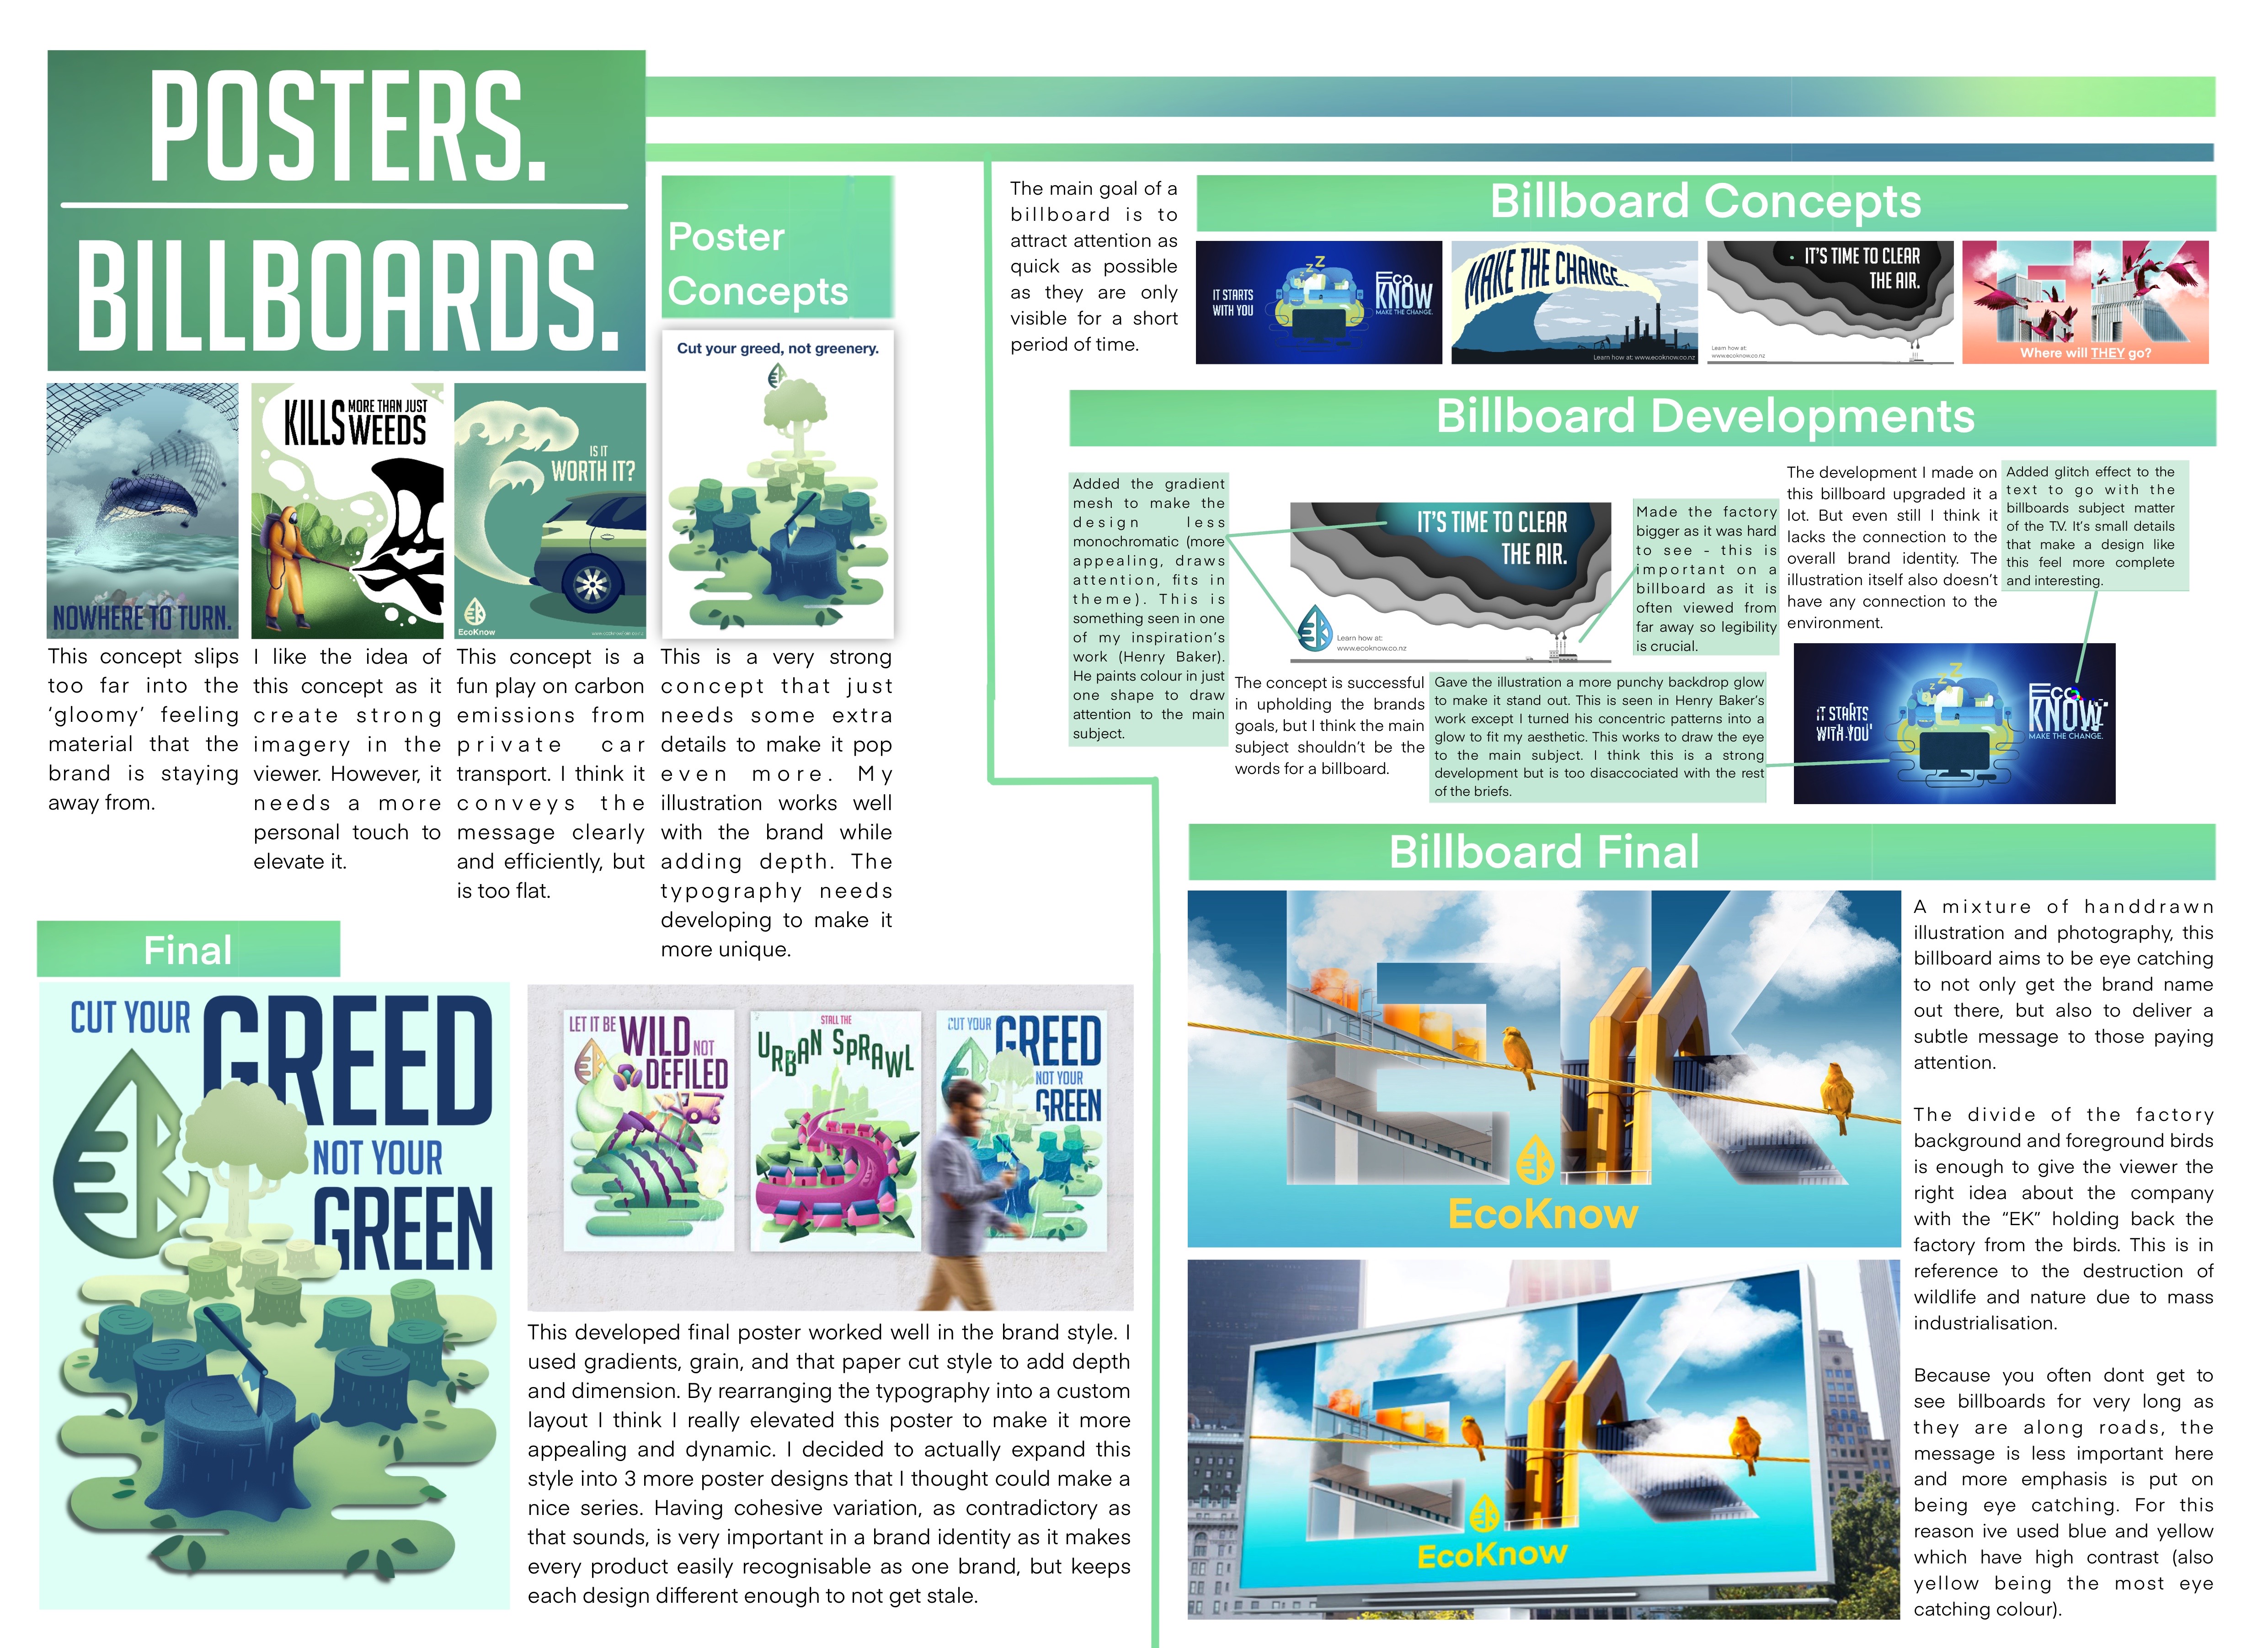 POSTERS.
BILLBOARDS.
Poster
Concepts
NOWHERE TO TURN.
KILLS MORE THAN JUST
WEEDS
IS IT
WORTH IT?
EcoKnow
Cut your greed, not greenery.
This concept slips
too far into the
‘gloomy’ feeling
material that the
brand is staying
away from.
I like the idea of
this concept as it
create strong
imagery in the
viewer. However, it
needs a more
personal touch to
elevate it.
This concept is a
fun play on carbon
emissions from
private car
transport. I think it
conveys the
message clearly
and efficiently, but
is too flat.
This is a very strong
concept that just
needs some extra
details to make it pop
even more. My
illustration works well
with the brand while
adding depth. The
typography needs
developing to make it
more unique.
Final
CUT YOUR GREED
NOT YOUR
GREEN
LET IT BE WILD NOT
DEFILED
STALL THE
URBAN SPRAWL
CUT YOUR GREED
NOT YOUR
GREEN
This developed final poster worked well in the brand style. I
used gradients, grain, and that paper cut style to add depth
and dimension. By rearranging the typography into a custom
layout I think I really elevated this poster to make it more
appealing and dynamic. I decided to actually expand this
style into 3 more poster designs that I thought could make a
nice series. Having cohesive variation, as contradictory as
that sounds, is very important in a brand identity as it makes
every product easily recognisable as one brand, but keeps
each design different enough to not get stale.
The main goal of a
billboard is to
attract attention as
quick as possible
as they are only
visible for a short
period of time.
Billboard Concepts
IT STARTS
WITH YOU
zzZ
Eco
KNOW
MAKE THE CHANGE.
MAKE THE CHANGE.
Learn how at: www.ecoknow.co.nz
IT'S TIME TO CLEAR
THE AIR.
Learn how at:
www.ecoknow.co.nz
EK
Where will THEY go?
Billboard Developments
Added the gradient
mesh to make the
design less
monochromatic (more
appealing, draws
attention, fits in
theme). This is
something seen in one
of my inspiration’s
work (Henry Baker).
He paints colour in just
one shape to draw
attention to the main
subject.
IT'S TIME TO CLEAR
THE AIR.
Learn how at:
www.ecoknow.co.nz
Made the factory
bigger as it was hard
to see - this is
important on a
billboard as it is
often viewed from
far away so legibility
is crucial.
The concept is successful
in upholding the brands
goals, but I think the main
subject shouldn’t be the
words for a billboard.
Gave the illustration a more punchy backdrop glow
to make it stand out. This is seen in Henry Baker’s
work except I turned his concentric patterns into a
glow to fit my aesthetic. This works to draw the eye
to the main subject. I think this is a strong
development but is too disaccociated with the rest
of the briefs.
The development I made on
this billboard upgraded it a
lot. But even still I think it
lacks the connection to the
overall brand identity. The
illustration itself also doesn’t
have any connection to the
environment.
Added glitch effect to the
text to go with the
billboards subject matter
of the T.V. It’s small details
that make a design like
this feel more complete
and interesting.
IT STARTS
WITH YOU
zzZ
Eco
KNOW
MAKE THE CHANGE.
Billboard Final
EK
EcoKnow
EK
EcoKnow
A mixture of handdrawn
illustration and photography, this
billboard aims to be eye catching
to not only get the brand name
out there, but also to deliver a
subtle message to those paying
attention.
The divide of the factory
background and foreground birds
is enough to give the viewer the
right idea about the company
with the “EK” holding back the
factory from the birds. This is in
reference to the destruction of
wildlife and nature due to mass
industrialisation.
Because you often dont get to
see billboards for very long as
they are along roads, the
message is less important here
and more emphasis is put on
being eye catching. For this
reason ive used blue and yellow
which have high contrast (also
yellow being the most eye
catching colour).